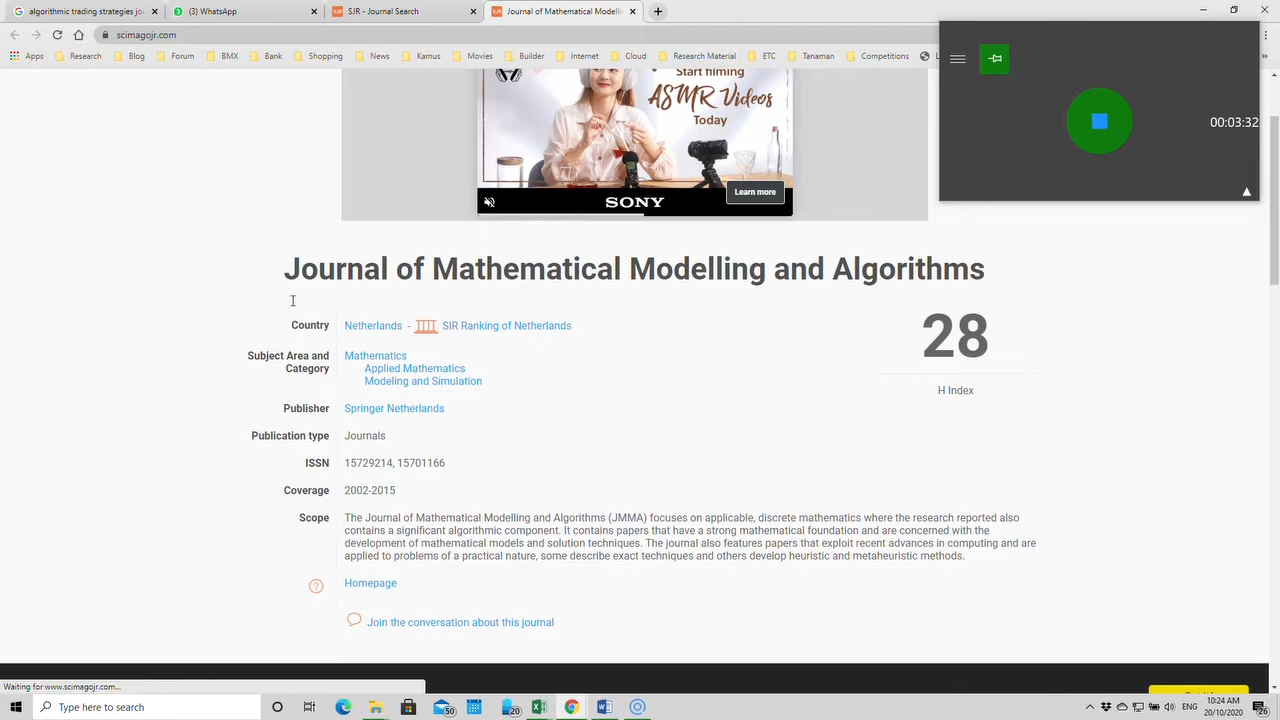 algorithmic trading strategies jou
(3) WhatsApp
SJR - Journal Search
Journal of Mathematical Modelli
scimagojr.com
Apps
Research
Blog
Forum
BMX
Bank
Shopping
News
Kamus
Movies
Builder
Internet
Cloud
Research Material
ETC
Tanaman
Competitions
00:03:32
Start filming
ASMR Videos
Today
Learn more
SONY
Journal of Mathematical Modelling and Algorithms
Country
Netherlands - SIR Ranking of Netherlands
Subject Area and
Category
Mathematics
Applied Mathematics
Modeling and Simulation
Publisher
Springer Netherlands
Publication type
Journals
ISSN
15729214, 15701166
Coverage
2002-2015
Scope
The Journal of Mathematical Modelling and Algorithms (JMMA) focuses on applicable, discrete mathematics where the research reported also
contains a significant algorithmic component. It contains papers that have a strong mathematical foundation and are concerned with the
development of mathematical models and solution techniques. The journal also features papers that exploit recent advances in computing and are
applied to problems of a practical nature, some describe exact techniques and others develop heuristic and metaheuristic methods.
Homepage
Join the conversation about this journal
28
H Index
Waiting for www.scimagojr.com...
Type here to search
50
20
ENG
10:24 AM
20/10/2020
26